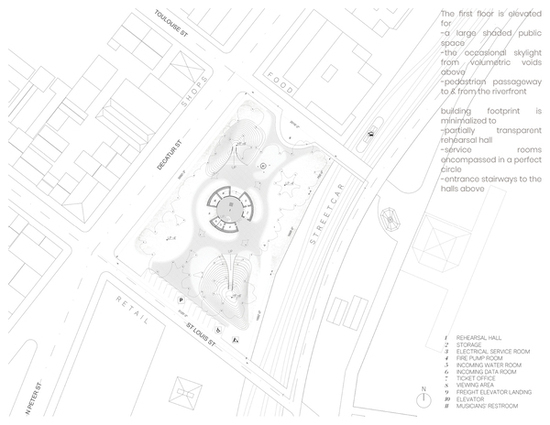 The first floor is elevated
for
-a large shaded public
space
-the occasional skylight
from volumetric voids
above
-pedastrian passageway
to & from the riverfront
building footprint is
minimalized to
-partially transparent
rehearsal hall
-service rooms
encompassed in a perfect
circle
-entrance stairways to the
halls above
TOULOUSE ST
SHOPS
FOOD
DECATUR ST
STREETCAR
RETAIL
ST LOUIS ST
N PETER ST
N
1 REHEARSAL HALL
2 STORAGE
3 ELECTRICAL SERVICE ROOM
4 FIRE PUMP ROOM
5 INCOMING WATER ROOM
6 INCOMING DATA ROOM
7 TICKET OFFICE
8 VIEWING AREA
9 FREIGHT ELEVATOR LANDING
10 ELEVATOR
11 MUSICIANS' RESTROOM